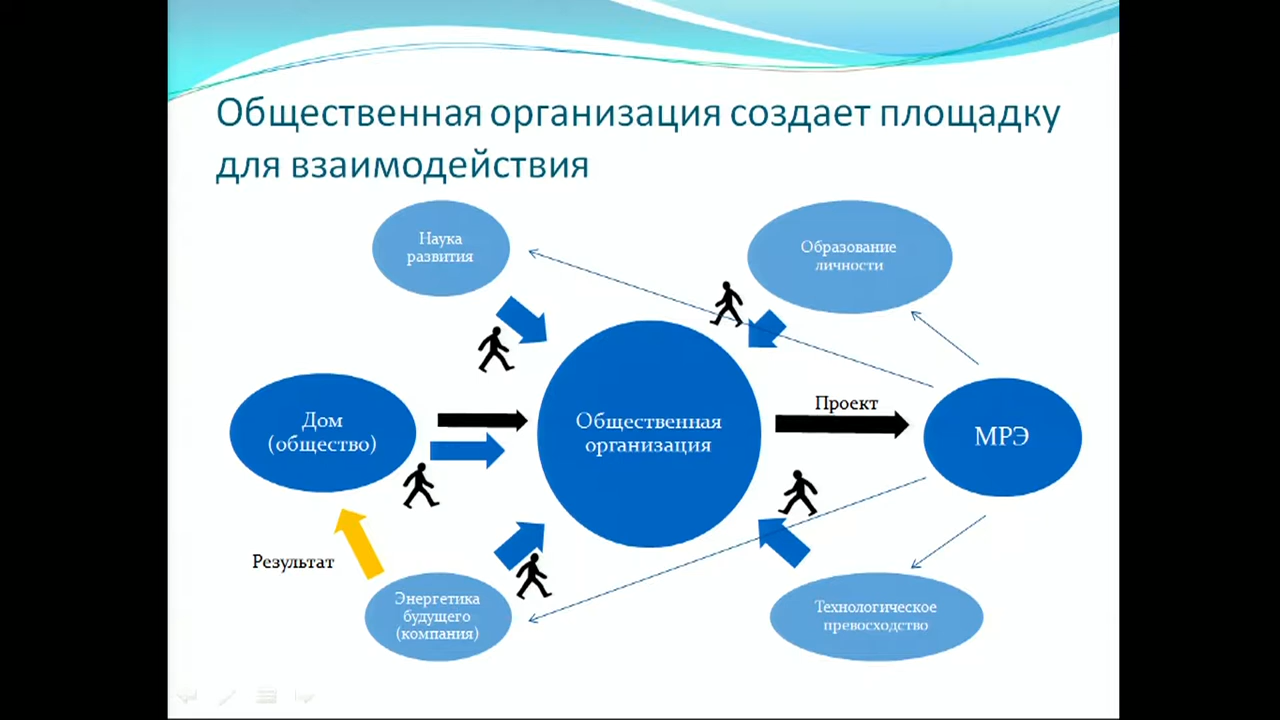 Общественная организация создает площадку
для взаимодействия
Наука
развития
Образование
личности
Дом
(общество)
Общественная
организация
Проект
МРЭ
Результат
Энергетика
будущего
(компания)
Технологическое
превосходство